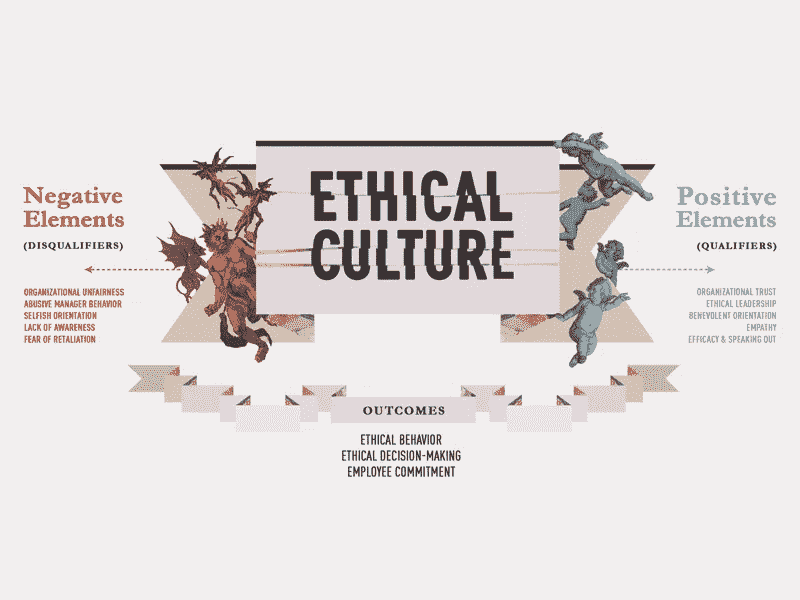 ETHICAL
CULTURE
Negative
Elements
(DISQUALIFIERS)
ORGANIZATIONAL UNFAIRNESS
ABUSIVE MANAGER BEHAVIOR
SELFISH ORIENTATION
LACK OF AWARENESS
FEAR OF RETALIATION
Positive
Elements
(QUALIFIERS)
ORGANIZATIONAL TRUST
ETHICAL LEADERSHIP
BENEVOLENT ORIENTATION
EMPATHY
EFFICACY & SPEAKING OUT
OUTCOMES
ETHICAL BEHAVIOR
ETHICAL DECISION-MAKING
EMPLOYEE COMMITMENT